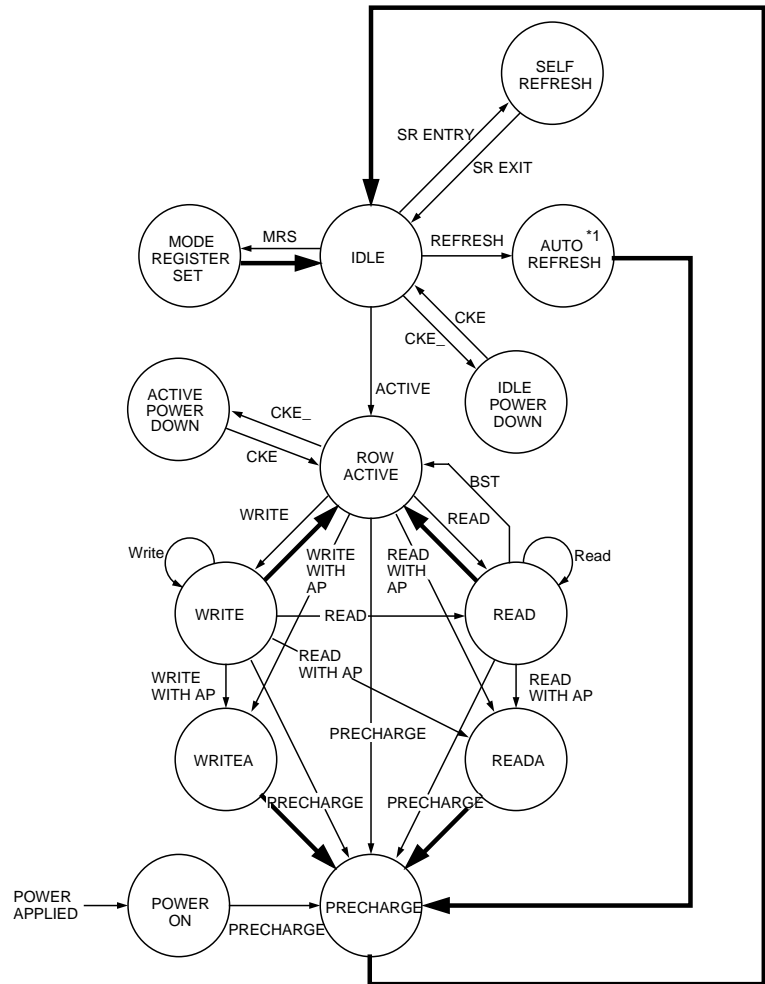 SELF
REFRESH
SR ENTRY
SR EXIT
MODE
REGISTER
SET
MRS
IDLE
REFRESH
AUTO *1
REFRESH
CKE
CKE_
IDLE
POWER
DOWN
ACTIVE
ACTIVE
POWER
DOWN
CKE_
CKE
ROW
ACTIVE
BST
WRITE
READ
WRITE
WITH
AP
READ
WITH
AP
Write
Read
WRITE
READ
READ
READ
WITH AP
WRITE
WITH AP
READ
WITH AP
WRITEA
PRECHARGE
READA
PRECHARGE
PRECHARGE
POWER
APPLIED
POWER
ON
PRECHARGE
PRECHARGE